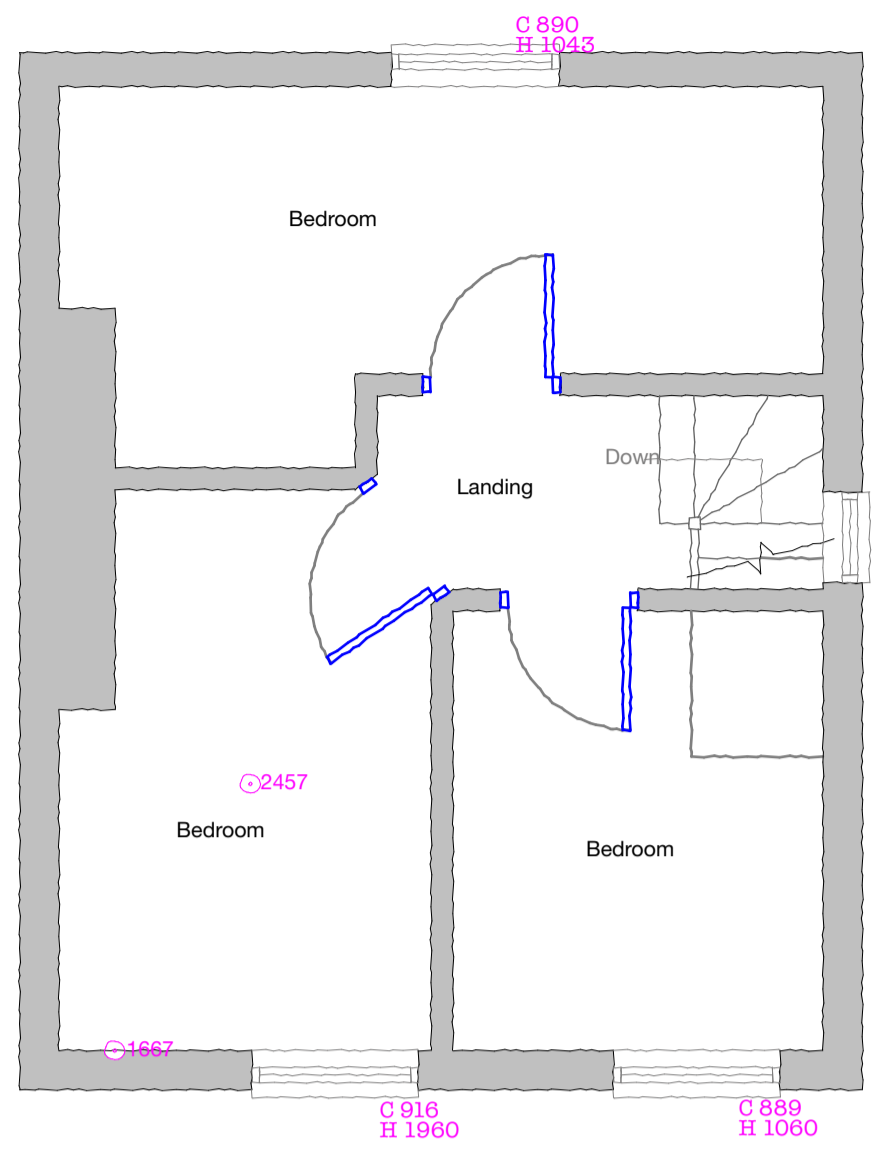 C 890
H 1043
Bedroom
Down
Landing
2457
Bedroom
Bedroom
1667
C 916
H 1960
C 889
H 1060